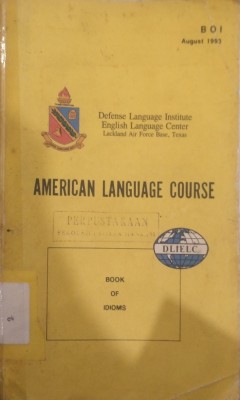 BOI
August 1993
Defense Language Institute
English Language Center
Lackland Air Force Base, Texas
AMERICAN LANGUAGE COURSE
PERPUSTAKAAN
DLIELC
BOOK
OF
IDIOMS